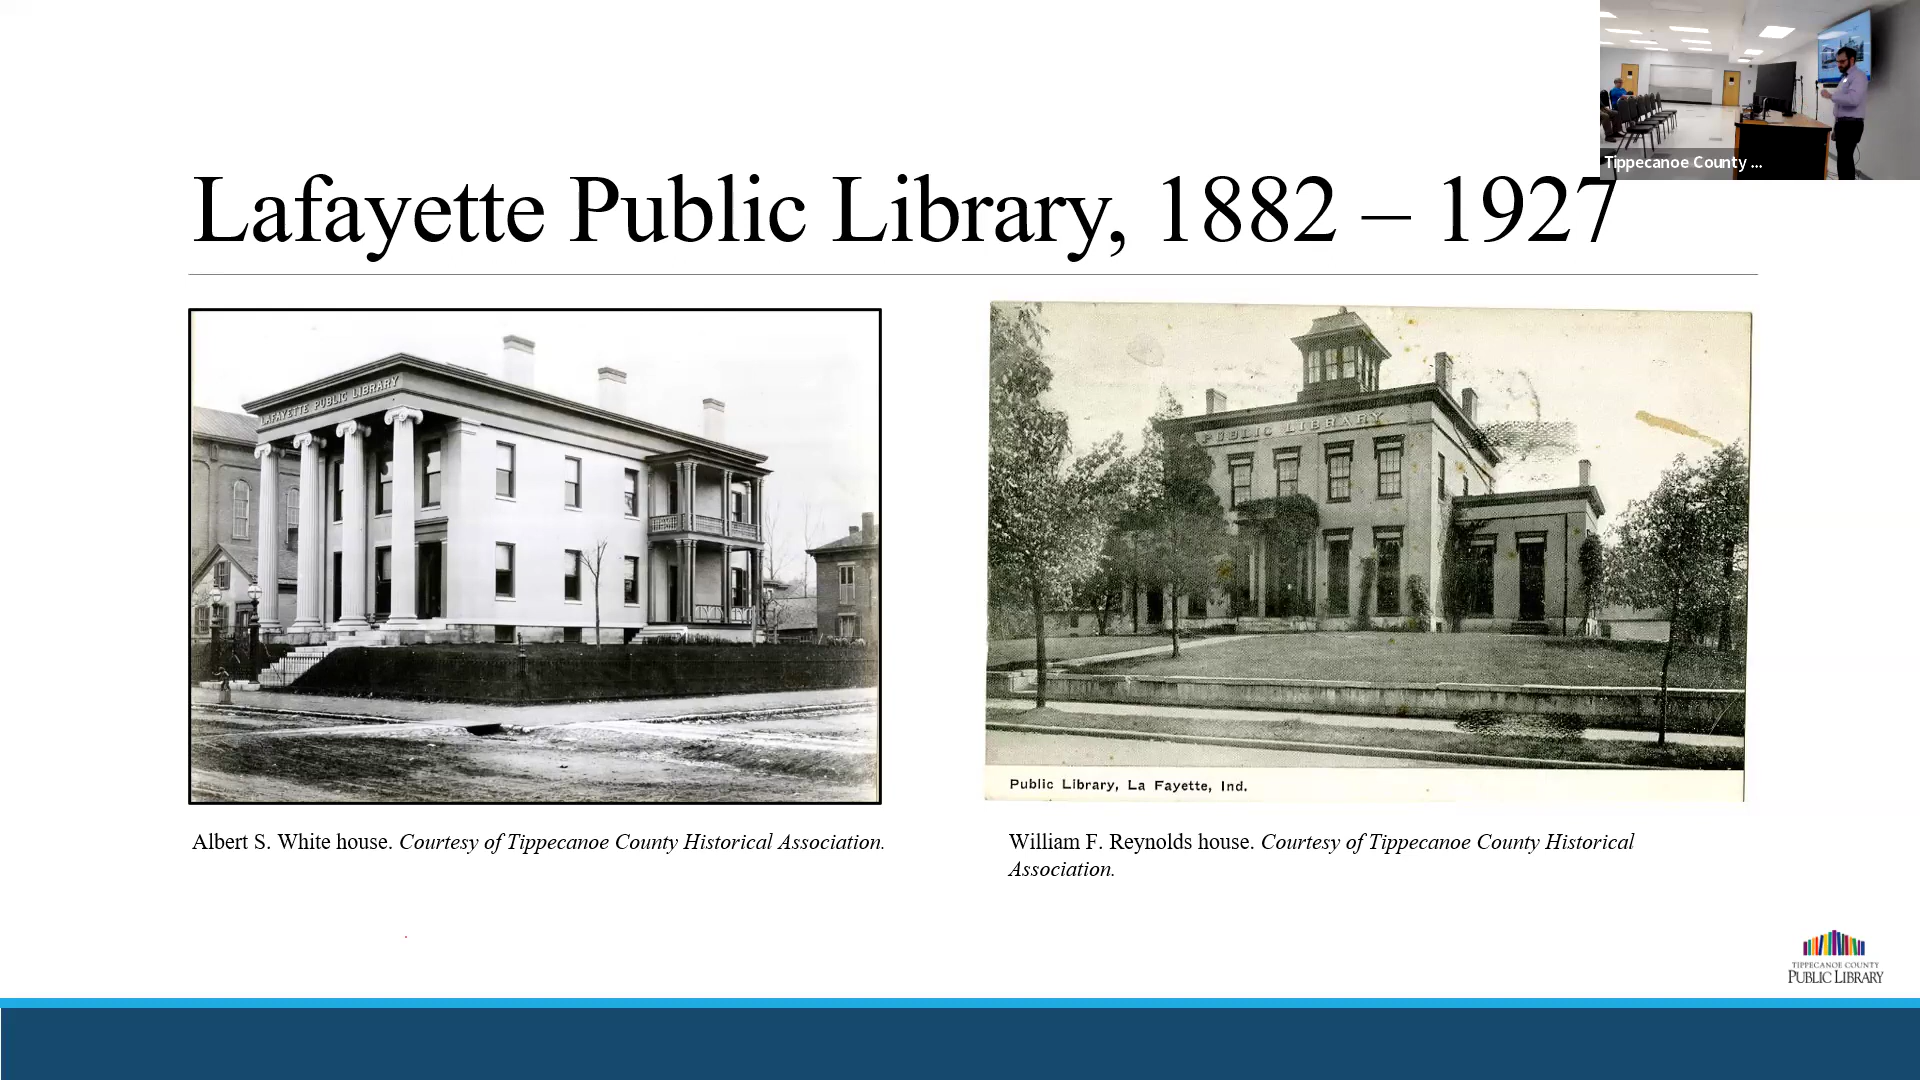 Tippecanoe County ...
Lafayette Public Library, 1882 – 1927
LAFAYETTE PUBLIC LIBRARY
PUBLIC LIBRARY
Public Library, La Fayette, Ind.
Albert S. White house. Courtesy of Tippecanoe County Historical Association.
William F. Reynolds house. Courtesy of Tippecanoe County Historical
Association.
TIPPECANOE COUNTY
PUBLIC LIBRARY